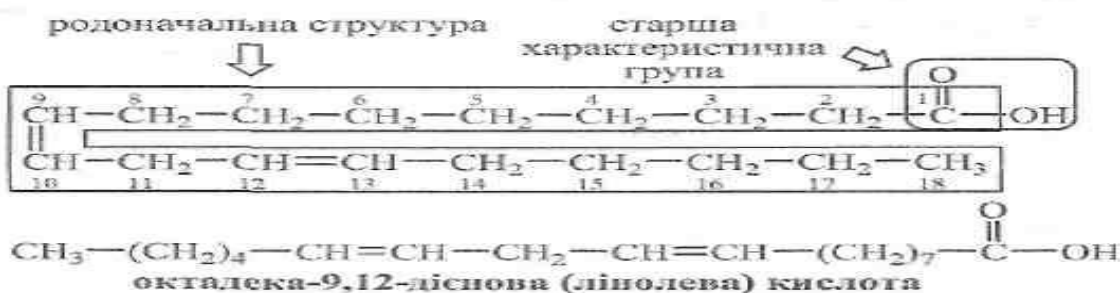 родоначальна структура
старша
характеристична
група
O
9 8 7 6 5 4 3 2 1
CH—CH₂—CH₂—CH₂—CH₂—CH₂—CH₂—CH₂—C—OH
CH—CH₂—CH=CH—CH₂—CH₂—CH₂—CH₂—CH₃
10 11 12 13 14 15 16 17 18
O
CH₃—(CH₂)₄—CH=CH—CH₂—CH=CH—(CH₂)₇—C—OH
октадека-9,12-дієнова (лінолева) кислота